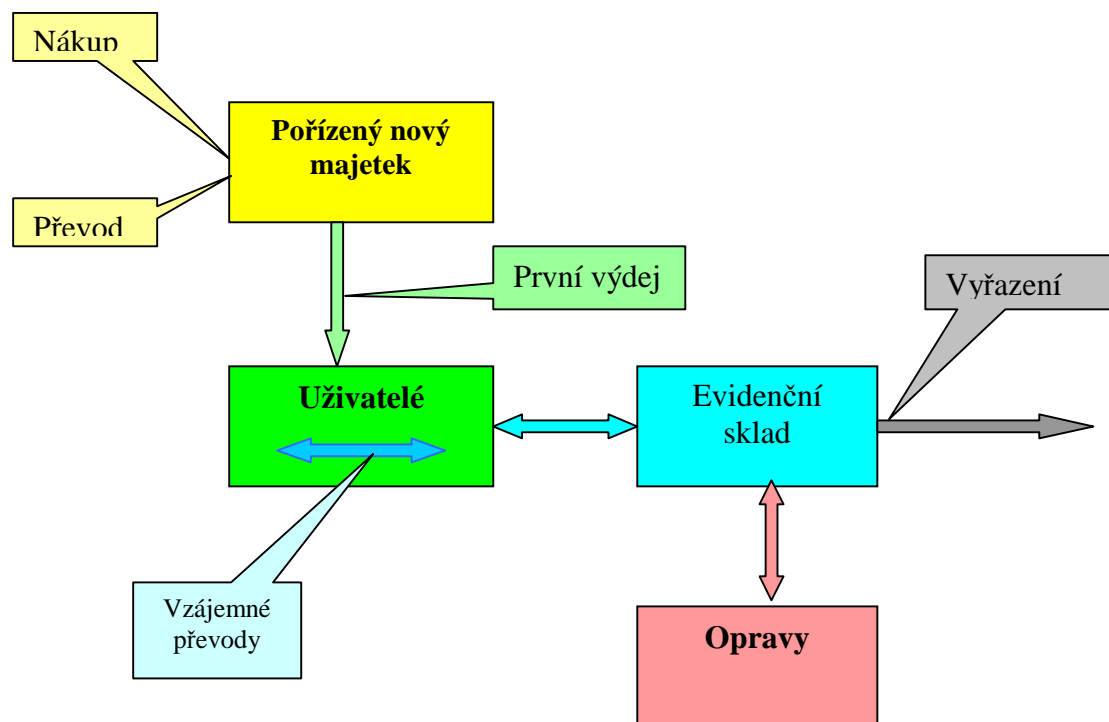 Nákup
Pořízený nový
majetek
Převod
První výdej
Vyřazení
Uživatelé
Evidenční
sklad
Vzájemné
převody
Opravy